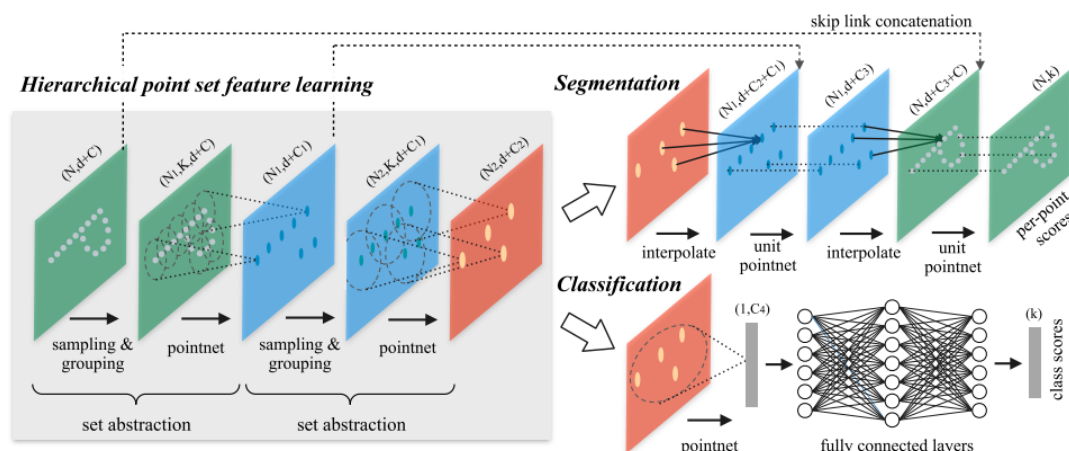 skip link concatenation
Hierarchical point set feature learning
(N,d+C)
(N1,K,d+C)
(N1,d+C1)
(N2,K,d+C1)
(N2,d+C2)
sampling &
grouping
pointnet
sampling &
grouping
pointnet
set abstraction
set abstraction
Segmentation
(N1,d+C2+C1)
(N1,d+C3)
(N,d+C3+C)
(N,k)
per-point
scores
interpolate
unit
pointnet
interpolate
unit
pointnet
Classification
(1,C4)
(k)
class scores
pointnet
fully connected layers